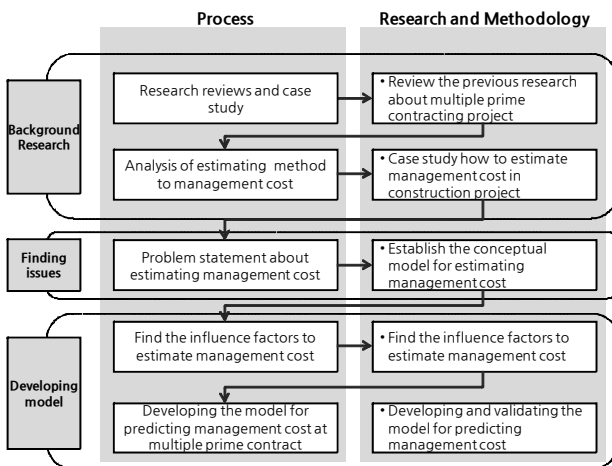 Process
Research and Methodology
Background
Research
Research reviews and case
study
• Review the previous research
about multiple prime
contracting project
Analysis of estimating method
to management cost
• Case study how to estimate
management cost in
construction project
Finding
issues
Problem statement about
estimating management cost
• Establish the conceptual
model for estimating
management cost
Developing
model
Find the influence factors to
estimate management cost
• Find the influence factors to
estimate management cost
Developing the model for
predicting management cost at
multiple prime contract
• Developing and validating the
model for predicting
management cost